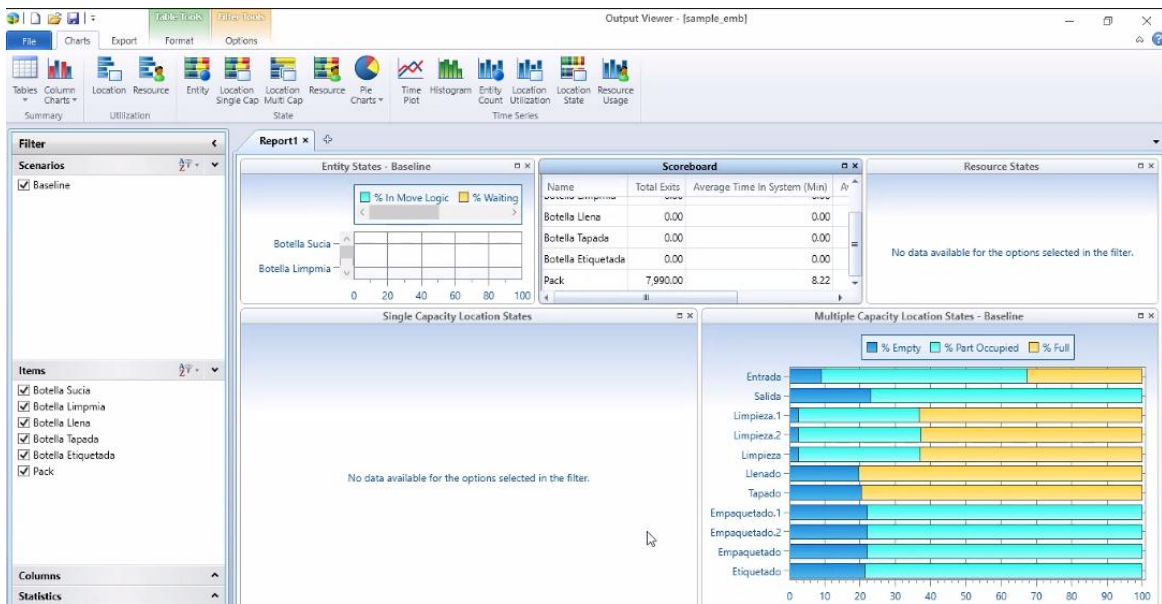 Table Tools Filter Tools
Output Viewer - [sample_emb]
File Charts Export Format Options
Tables Column Charts
Location Resource
Entity Location Single Cap Location Multi Cap Resource Pie Charts
Time Plot Histogram Entity Count Location Utilization Location State Resource Usage
Summary Utilization State Time Series
Filter
Scenarios
Baseline
Items
Botella Sucia
Botella Limpmia
Botella Llena
Botella Tapada
Botella Etiquetada
Pack
Columns
Statistics
Report1
Entity States - Baseline
% In Move Logic % Waiting
Botella Sucia
Botella Limpmia
0 20 40 60 80 100
Scoreboard
Name Total Exits Average Time In System (Min)
Botella Llena 0.00 0.00
Botella Tapada 0.00 0.00
Botella Etiquetada 0.00 0.00
Pack 7,990.00 8.22
Resource States
No data available for the options selected in the filter.
Single Capacity Location States
No data available for the options selected in the filter.
Multiple Capacity Location States - Baseline
% Empty % Part Occupied % Full
Entrada
Salida
Limpieza.1
Limpieza.2
Limpieza
Llenado
Tapado
Empaquetado.1
Empaquetado.2
Empaquetado
Etiquetado
0 10 20 30 40 50 60 70 80 90 100